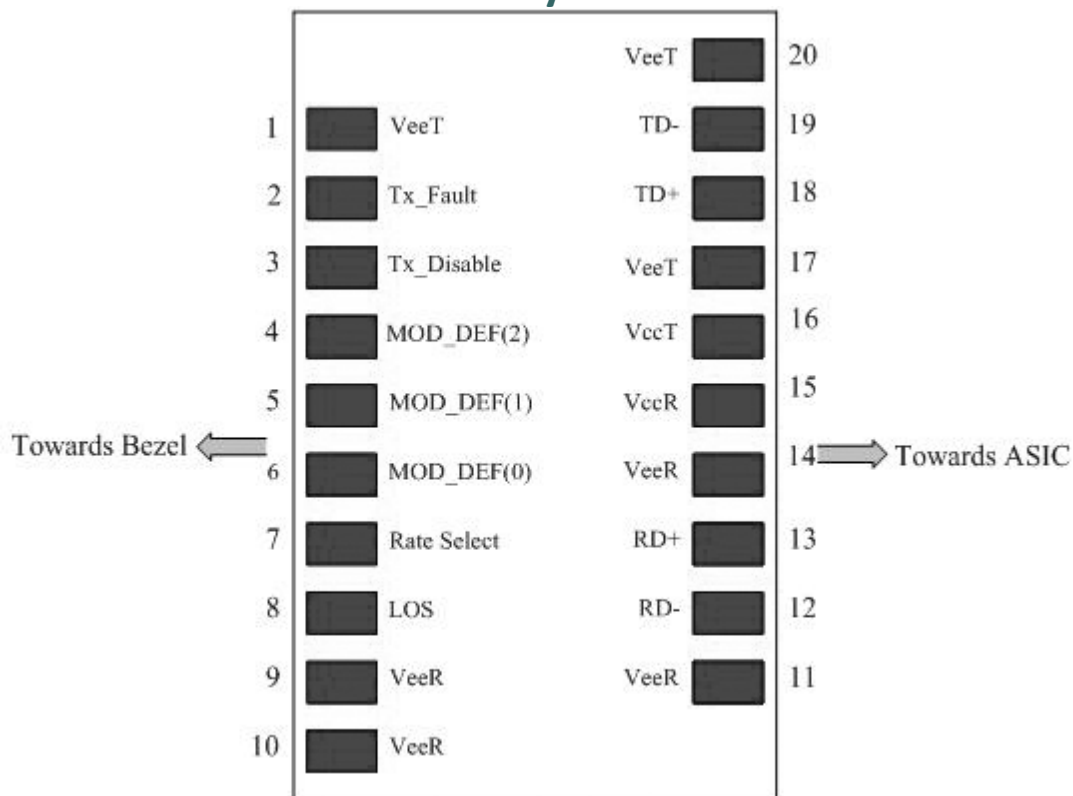 VeeT 20
1 VeeT TD- 19
2 Tx_Fault TD+ 18
3 Tx_Disable VeeT 17
4 MOD_DEF(2) VccT 16
5 MOD_DEF(1) VccR 15
Towards Bezel 6 MOD_DEF(0) VeeR 14 Towards ASIC
7 Rate Select RD+ 13
8 LOS RD- 12
9 VeeR VeeR 11
10 VeeR